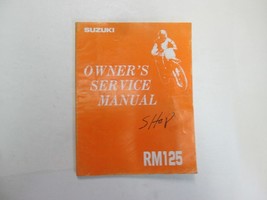 SUZUKI
OWNER'S
SERVICE
MANUAL
SHOP
RM125